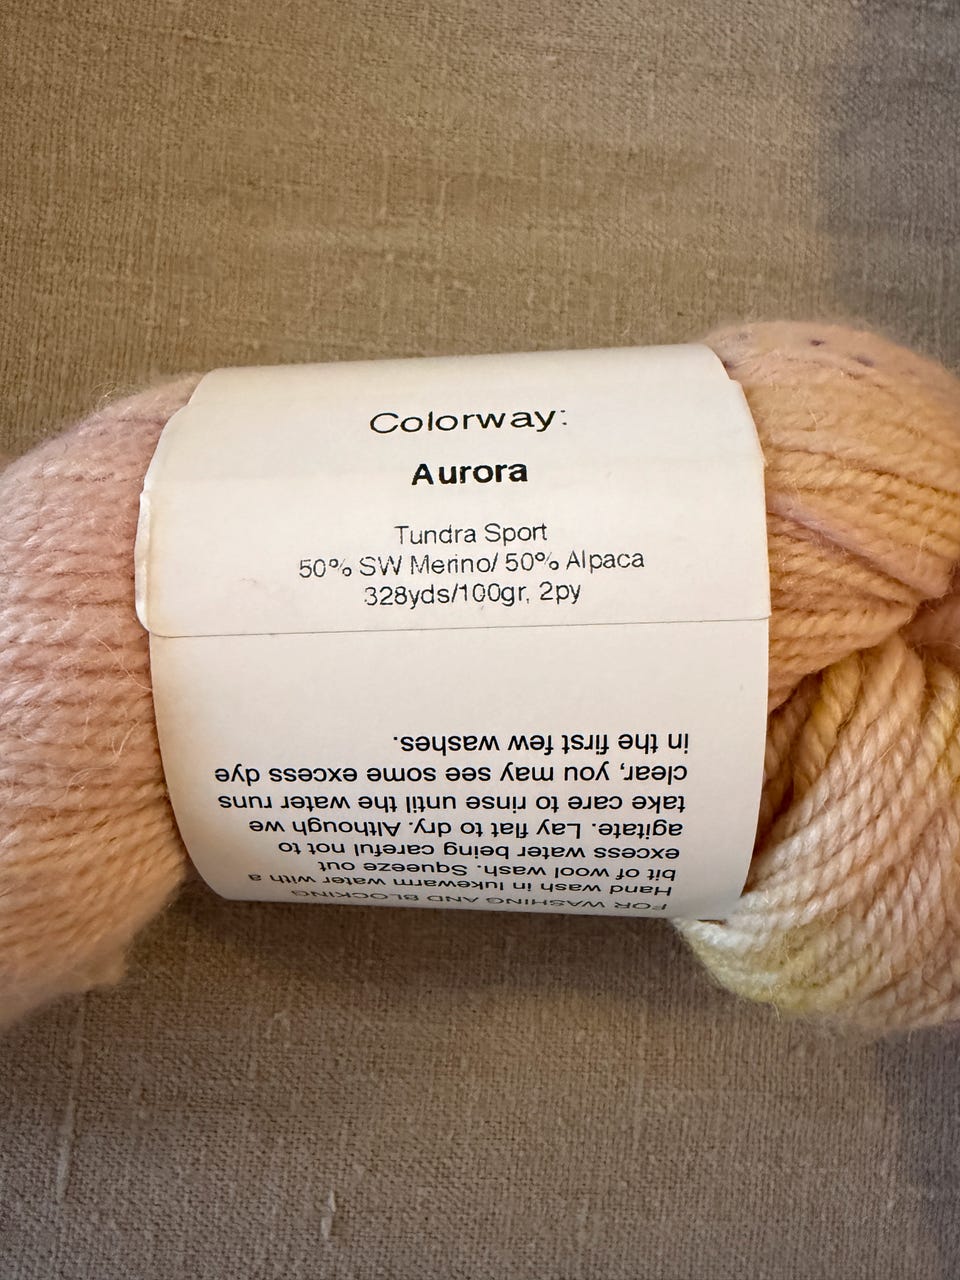 Colorway:
Aurora
Tundra Sport
50% SW Merino/ 50% Alpaca
328yds/100gr, 2py
FOR WASHING AND BLOCKING
Hand wash in lukewarm water with a
bit of wool wash. Squeeze out
excess water being careful not to
agitate. Lay flat to dry. Although we
take care to rinse until the water runs
clear, you may see some excess dye
in the first few washes.